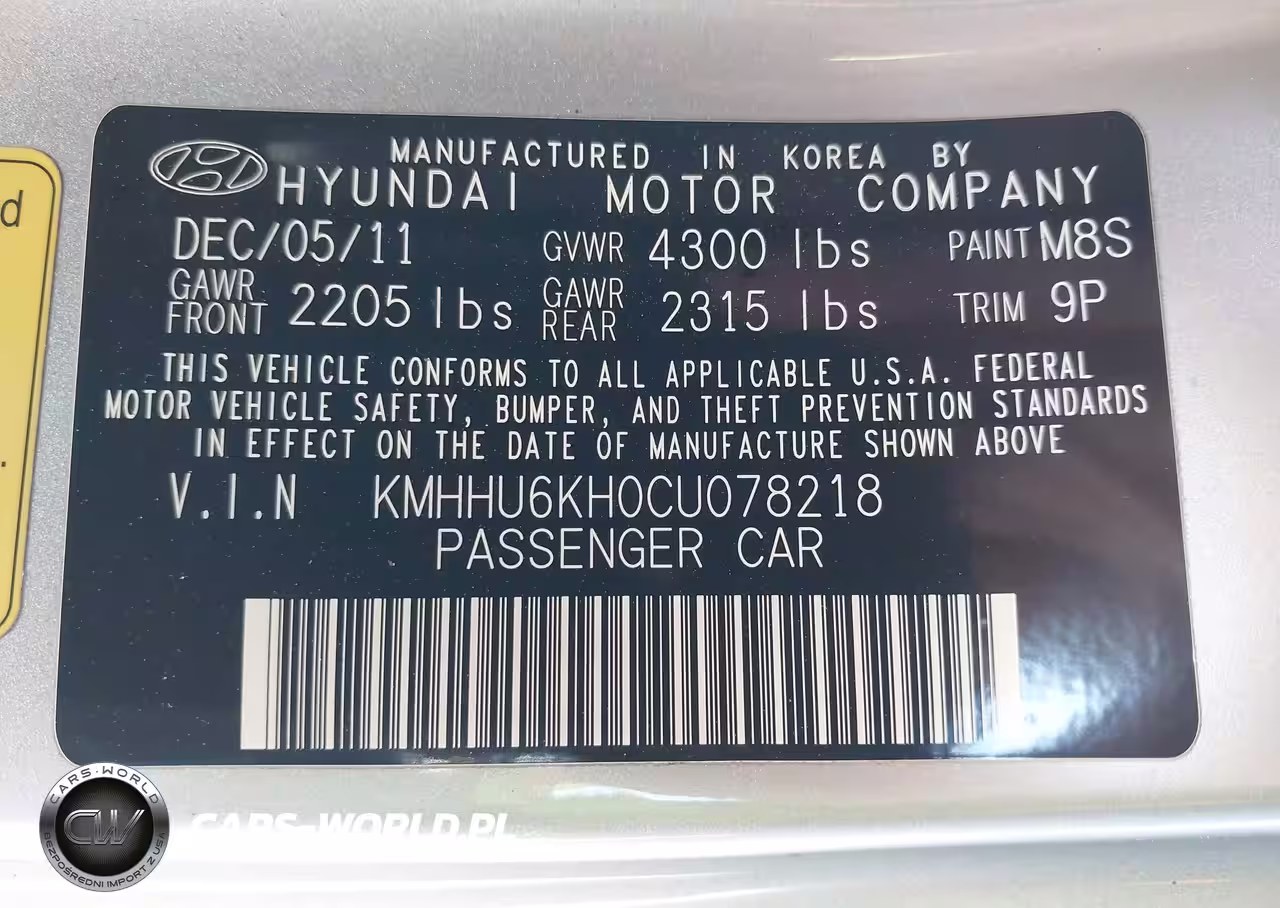 d
.
MANUFACTURED IN KOREA BY
HYUNDAI MOTOR COMPANY
DEC/05/11 GVWR 4300 lbs PAINT M8S
GAWR FRONT 2205 lbs GAWR REAR 2315 lbs TRIM 9P
THIS VEHICLE CONFORMS TO ALL APPLICABLE U.S.A. FEDERAL
MOTOR VEHICLE SAFETY, BUMPER, AND THEFT PREVENTION STANDARDS
IN EFFECT ON THE DATE OF MANUFACTURE SHOWN ABOVE
V.I.N KMHHU6KH0CU078218
PASSENGER CAR
CARS-WORLD
CW
BEZPOŚREDNI IMPORT Z USA
CARS-WORLD.PL